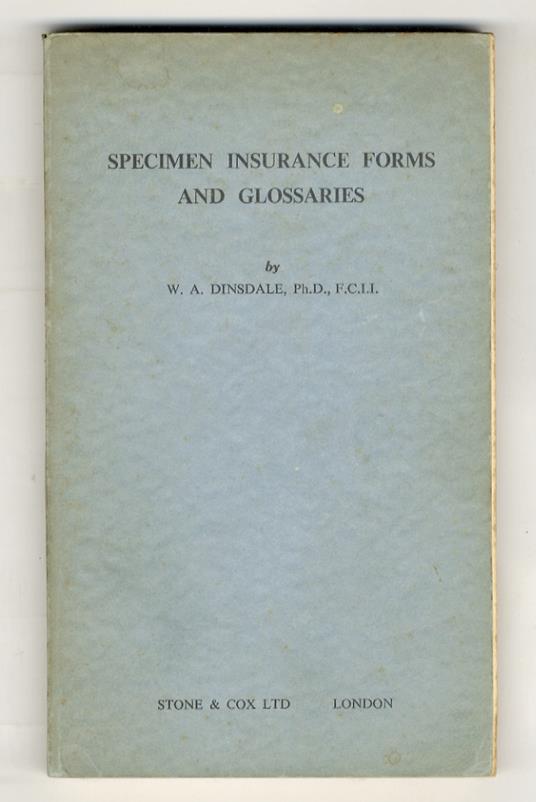 SPECIMEN INSURANCE FORMS
AND GLOSSARIES
by
W. A. DINSDALE, Ph.D., F.C.I.I.
STONE & COX LTD LONDON